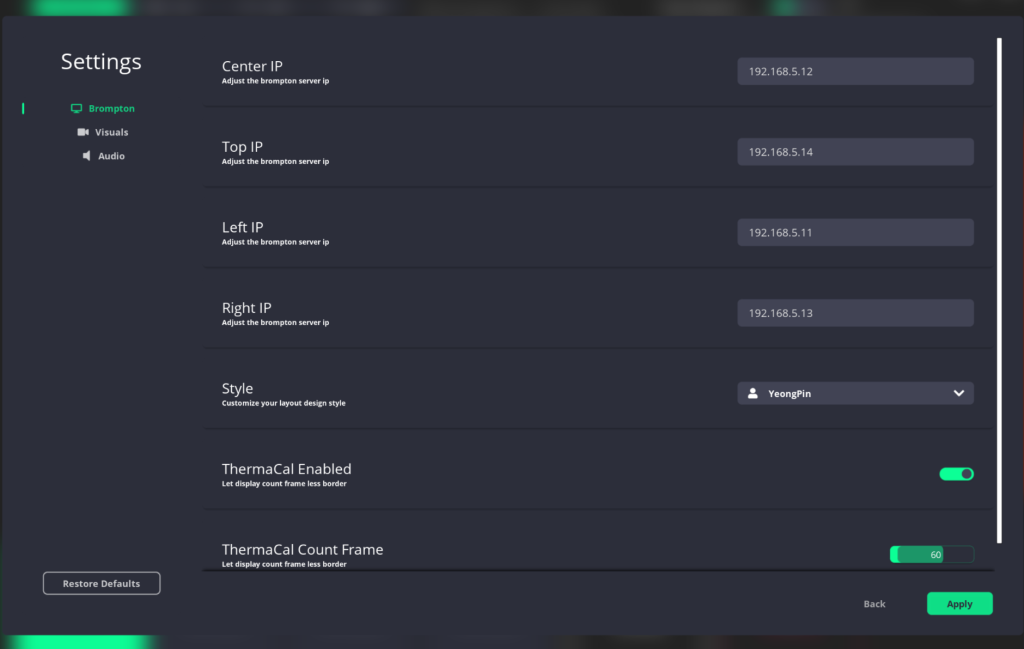 Settings
Brompton
Visuals
Audio
Restore Defaults
Center IP
Adjust the brompton server ip
192.168.5.12
Top IP
Adjust the brompton server ip
192.168.5.14
Left IP
Adjust the brompton server ip
192.168.5.11
Right IP
Adjust the brompton server ip
192.168.5.13
Style
Customize your layout design style
YeongPin
ThermaCal Enabled
Let display count frame less border
ThermaCal Count Frame
Let display count frame less border
60
Back
Apply